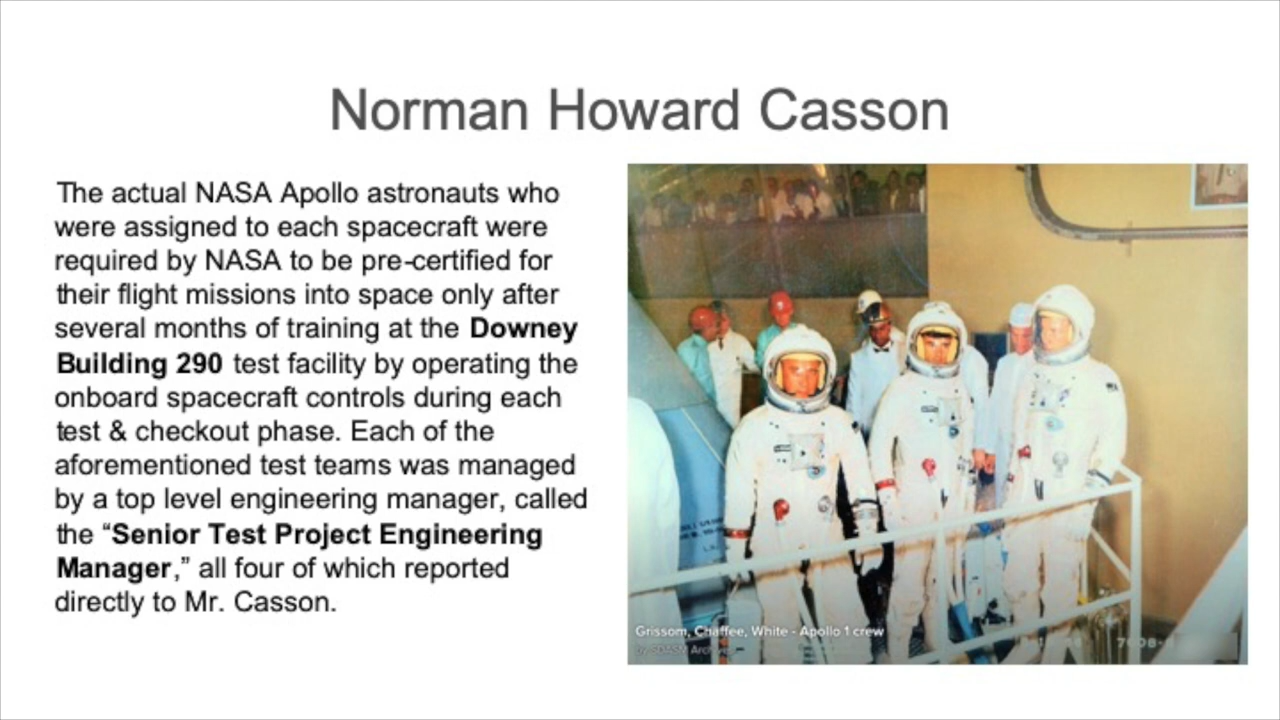 Norman Howard Casson
The actual NASA Apollo astronauts who
were assigned to each spacecraft were
required by NASA to be pre-certified for
their flight missions into space only after
several months of training at the Downey
Building 290 test facility by operating the
onboard spacecraft controls during each
test & checkout phase. Each of the
aforementioned test teams was managed
by a top level engineering manager, called
the “Senior Test Project Engineering
Manager,” all four of which reported
directly to Mr. Casson.
Grissom, Chaffee, White - Apollo 1 crew
by SDASM Archives